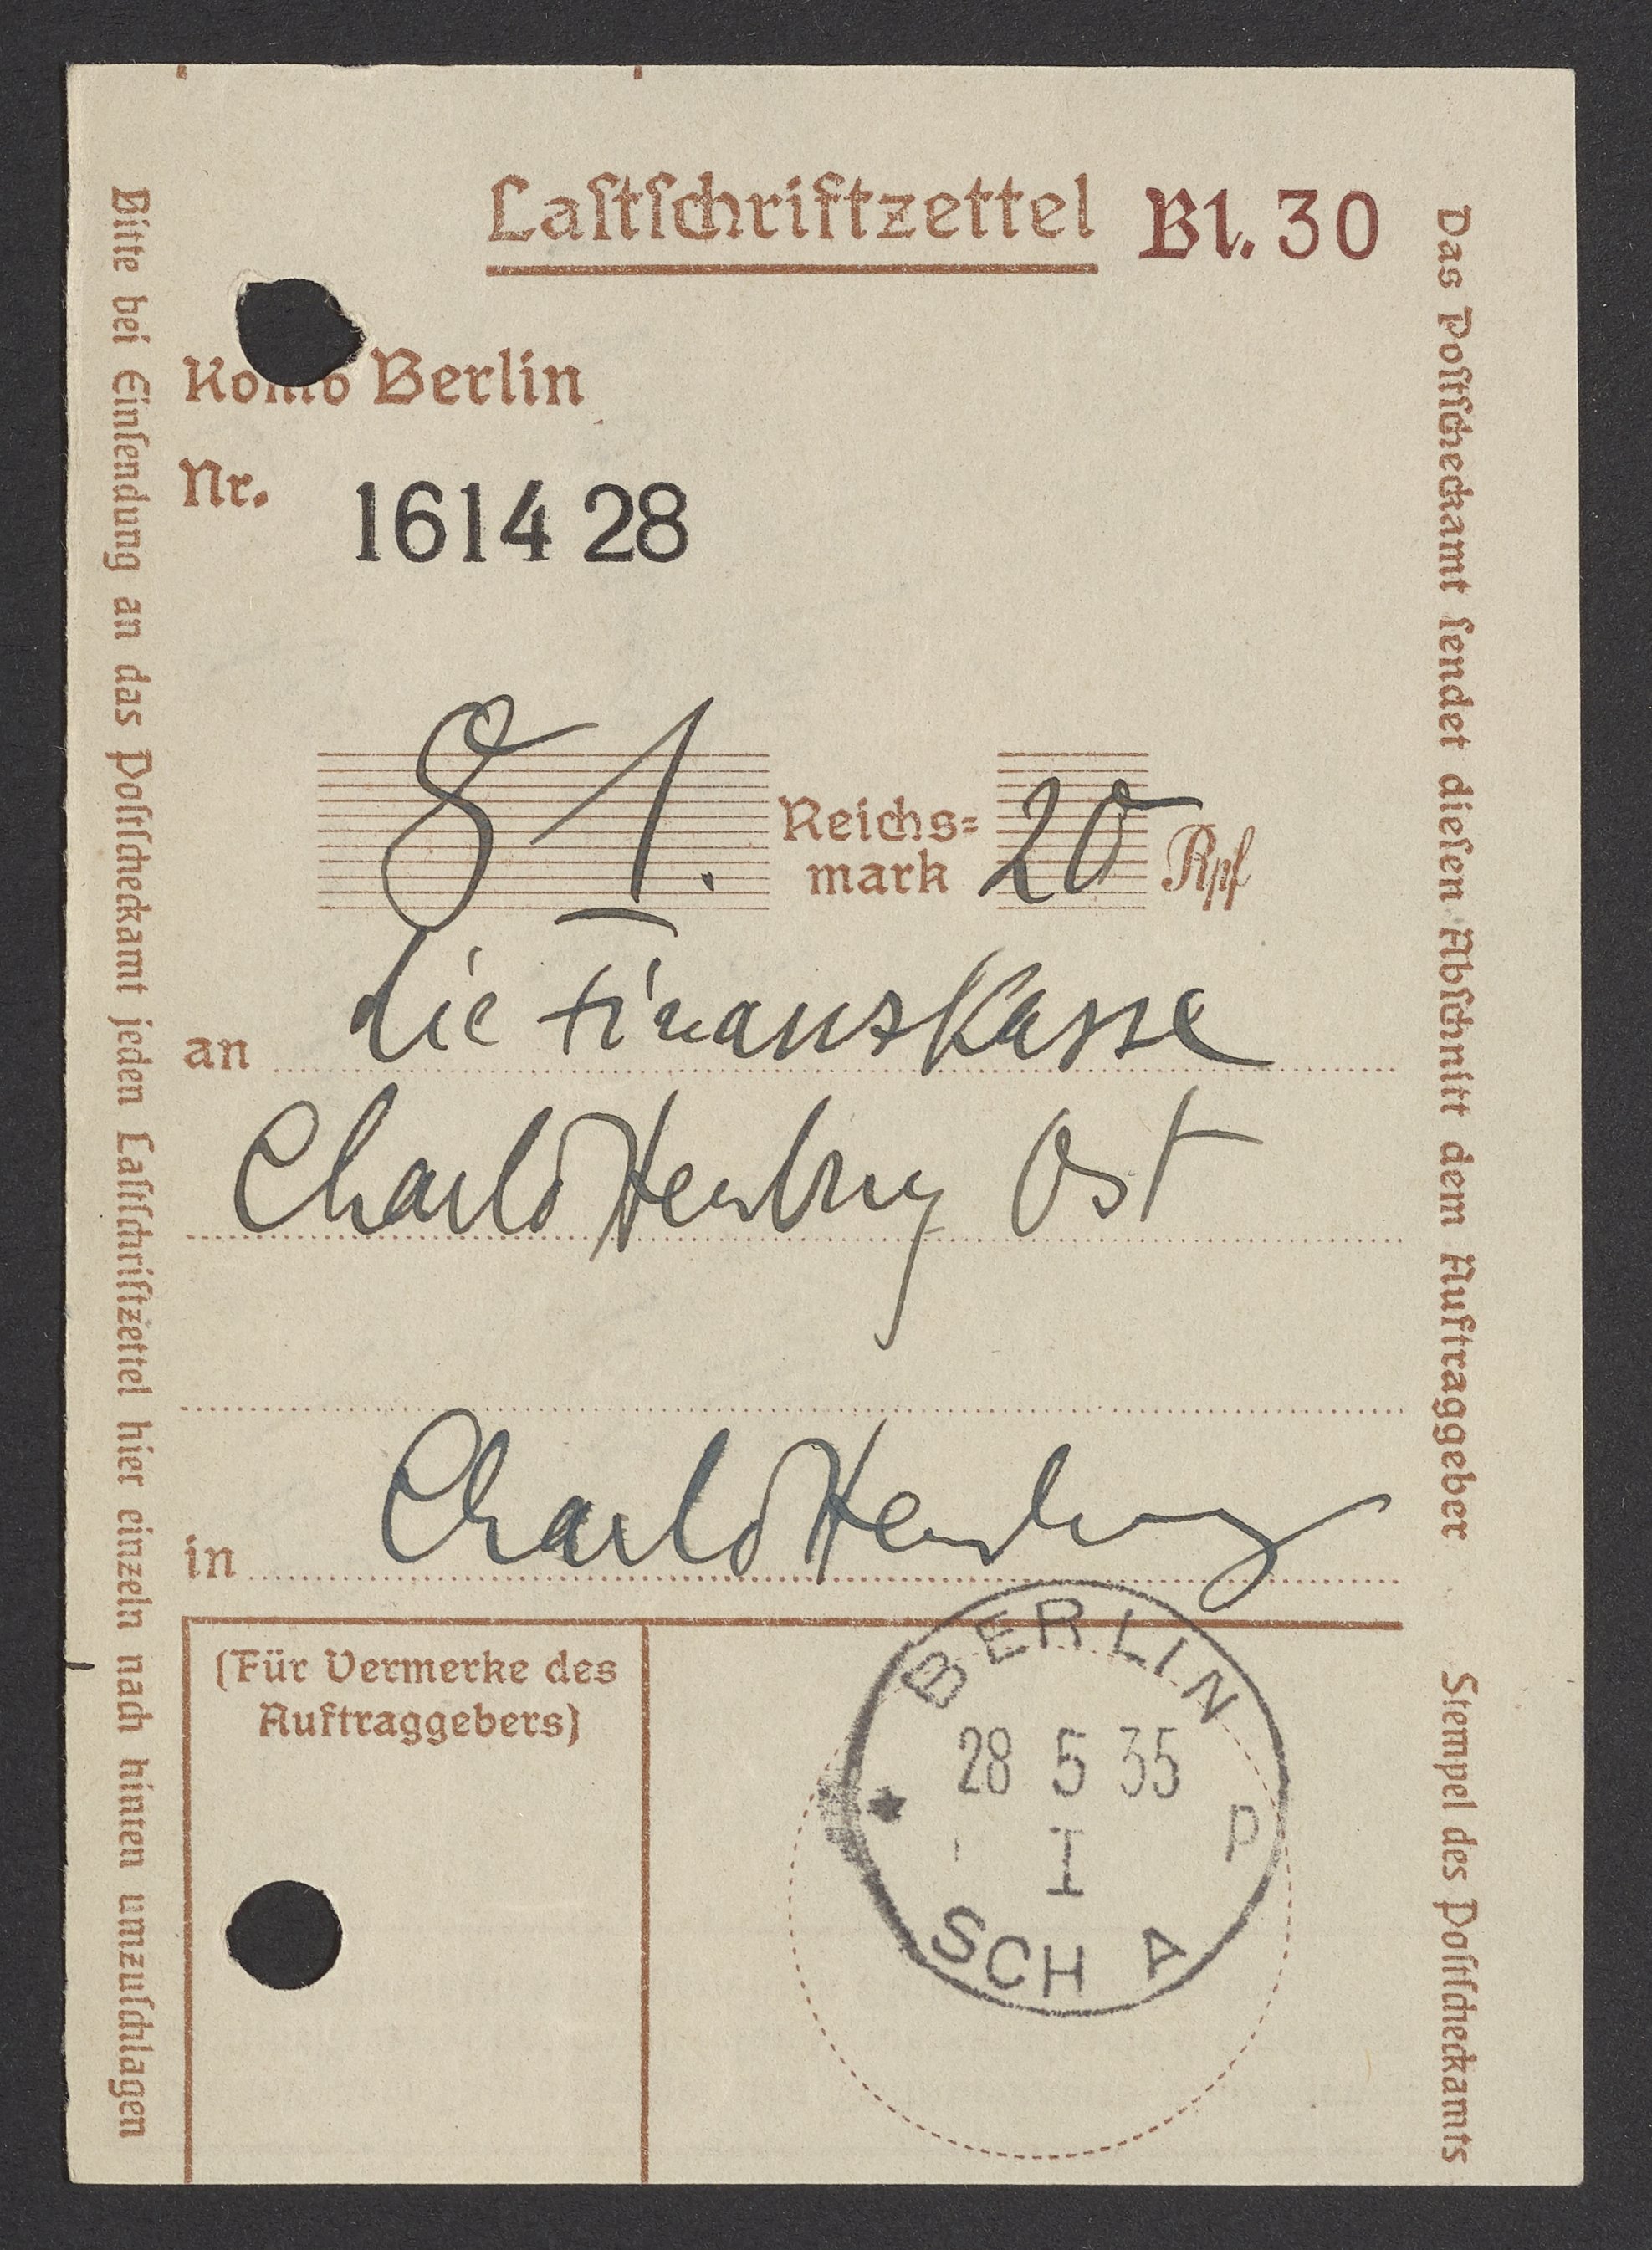 Laſtſchriftzettel Bl. 30
Konto Berlin
Nr. 1614 28
81. Reichs=
mark 20 Rpf
an die Finanzkasse
Charlottenburg Ost
in Charlottenburg
(Für Vermerke des
Auftraggebers)
BERLIN
28 5 35
I
P SCH A
Bitte bei Einſendung an das Poſtſcheckamt jeden Laſtſchriftzettel hier einzeln nach hinten umzuſchlagen
Das Poſtſcheckamt ſendet dieſen Abſchnitt dem Auftraggeber
Stempel des Poſtſcheckamts